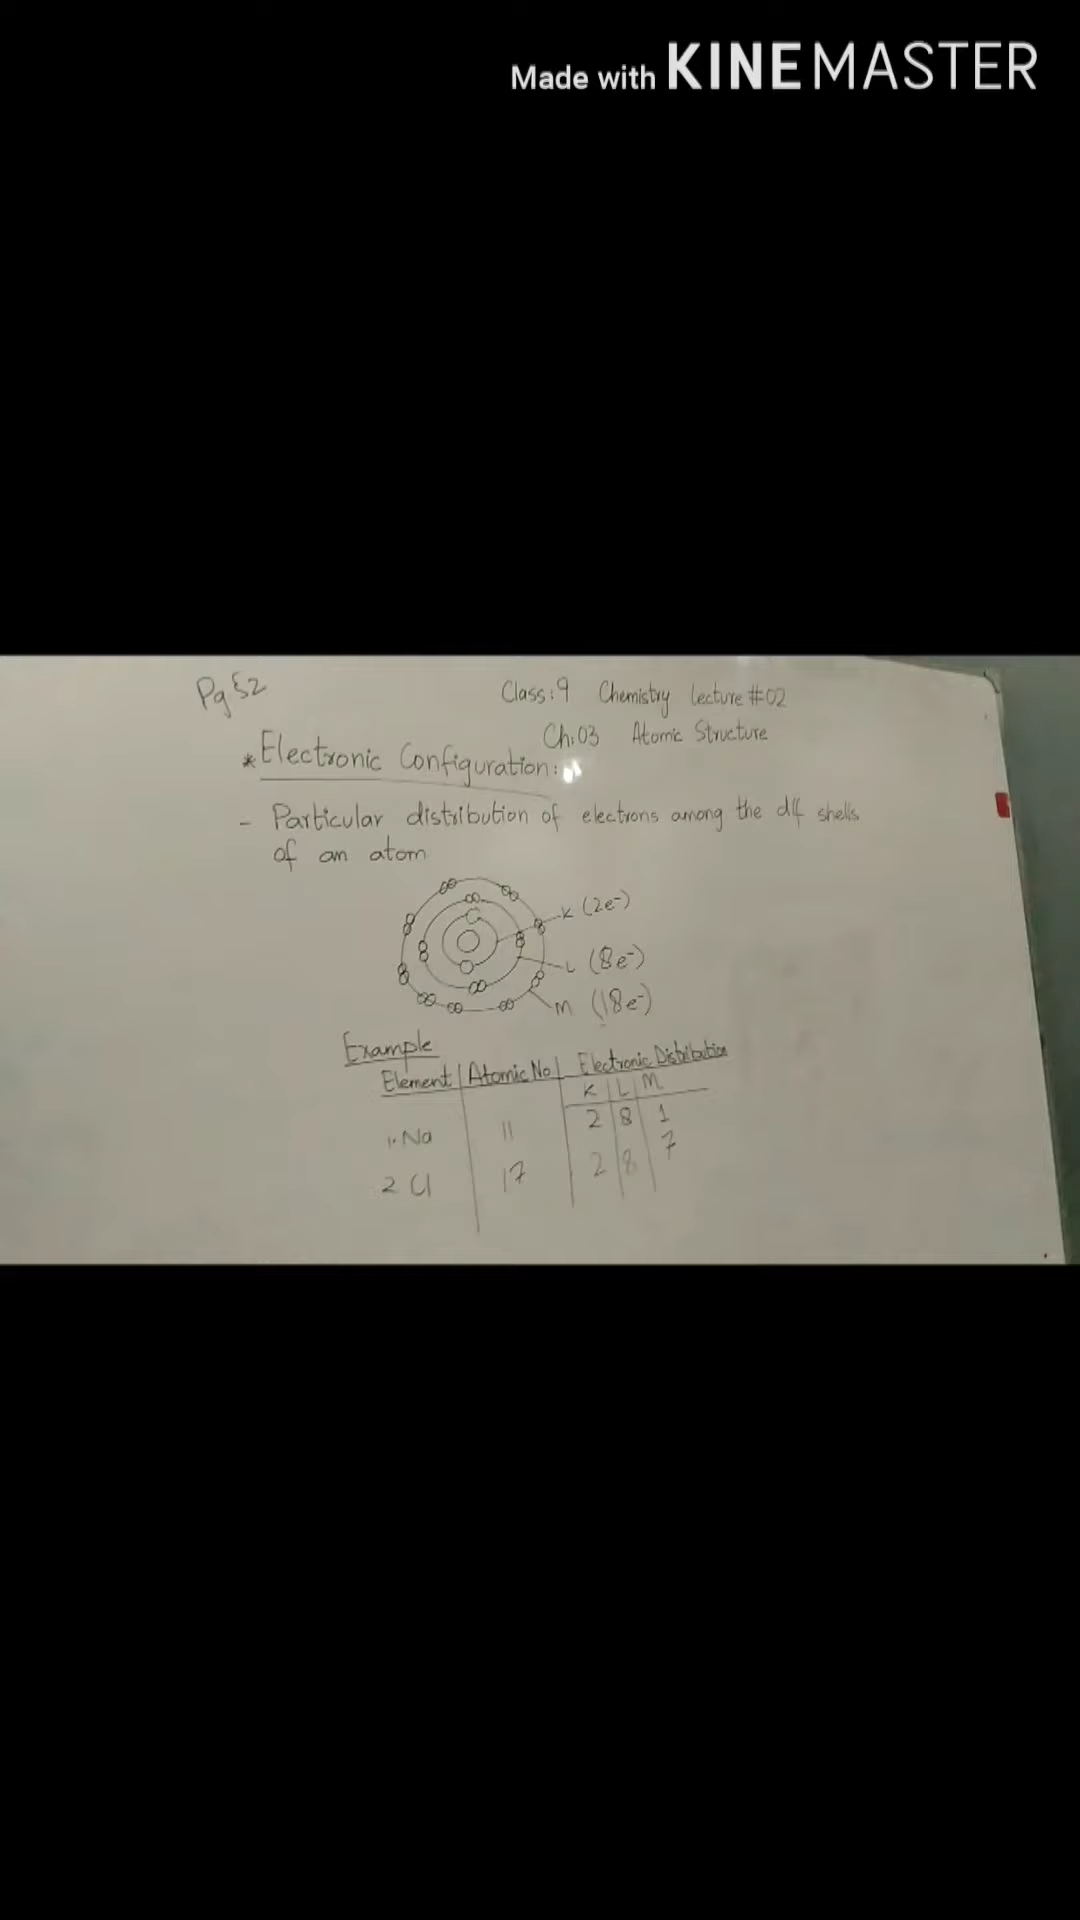 Made with KINEMASTER
Pg 52
Class: 9 Chemistry Lecture #02
Ch: 03 Atomic Structure
* Electronic Configuration:
- Particular distribution of electrons among the dif shells
of an atom
K (2e⁻)
L (8e⁻)
M (18e⁻)
Example
Element | Atomic No | Electronic Distribution
K | L | M
1. Na 11 2 8 1
2 Cl 17 2 8 7